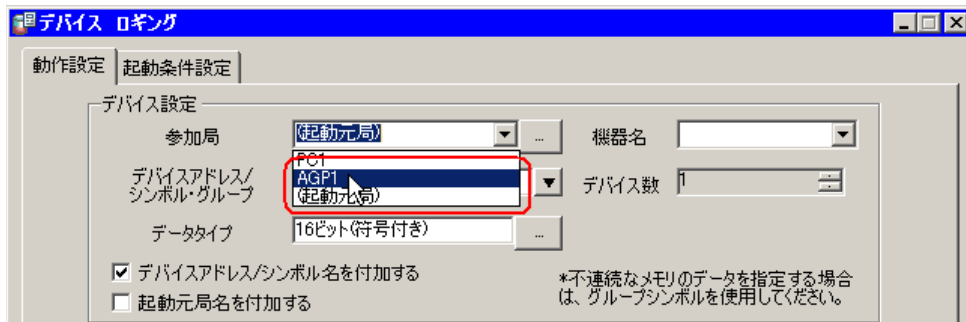 デバイス ロギング
動作設定 起動条件設定
デバイス設定
参加局 (起動元局) ... 機器名
PC1
AGP1
(起動元局)
デバイスアドレス/
シンボル・グループ
デバイス数 1
データタイプ 16ビット(符号付き) ...
デバイスアドレス/シンボル名を付加する
起動元局名を付加する
*不連続なメモリのデータを指定する場合
は、グループシンボルを使用してください。